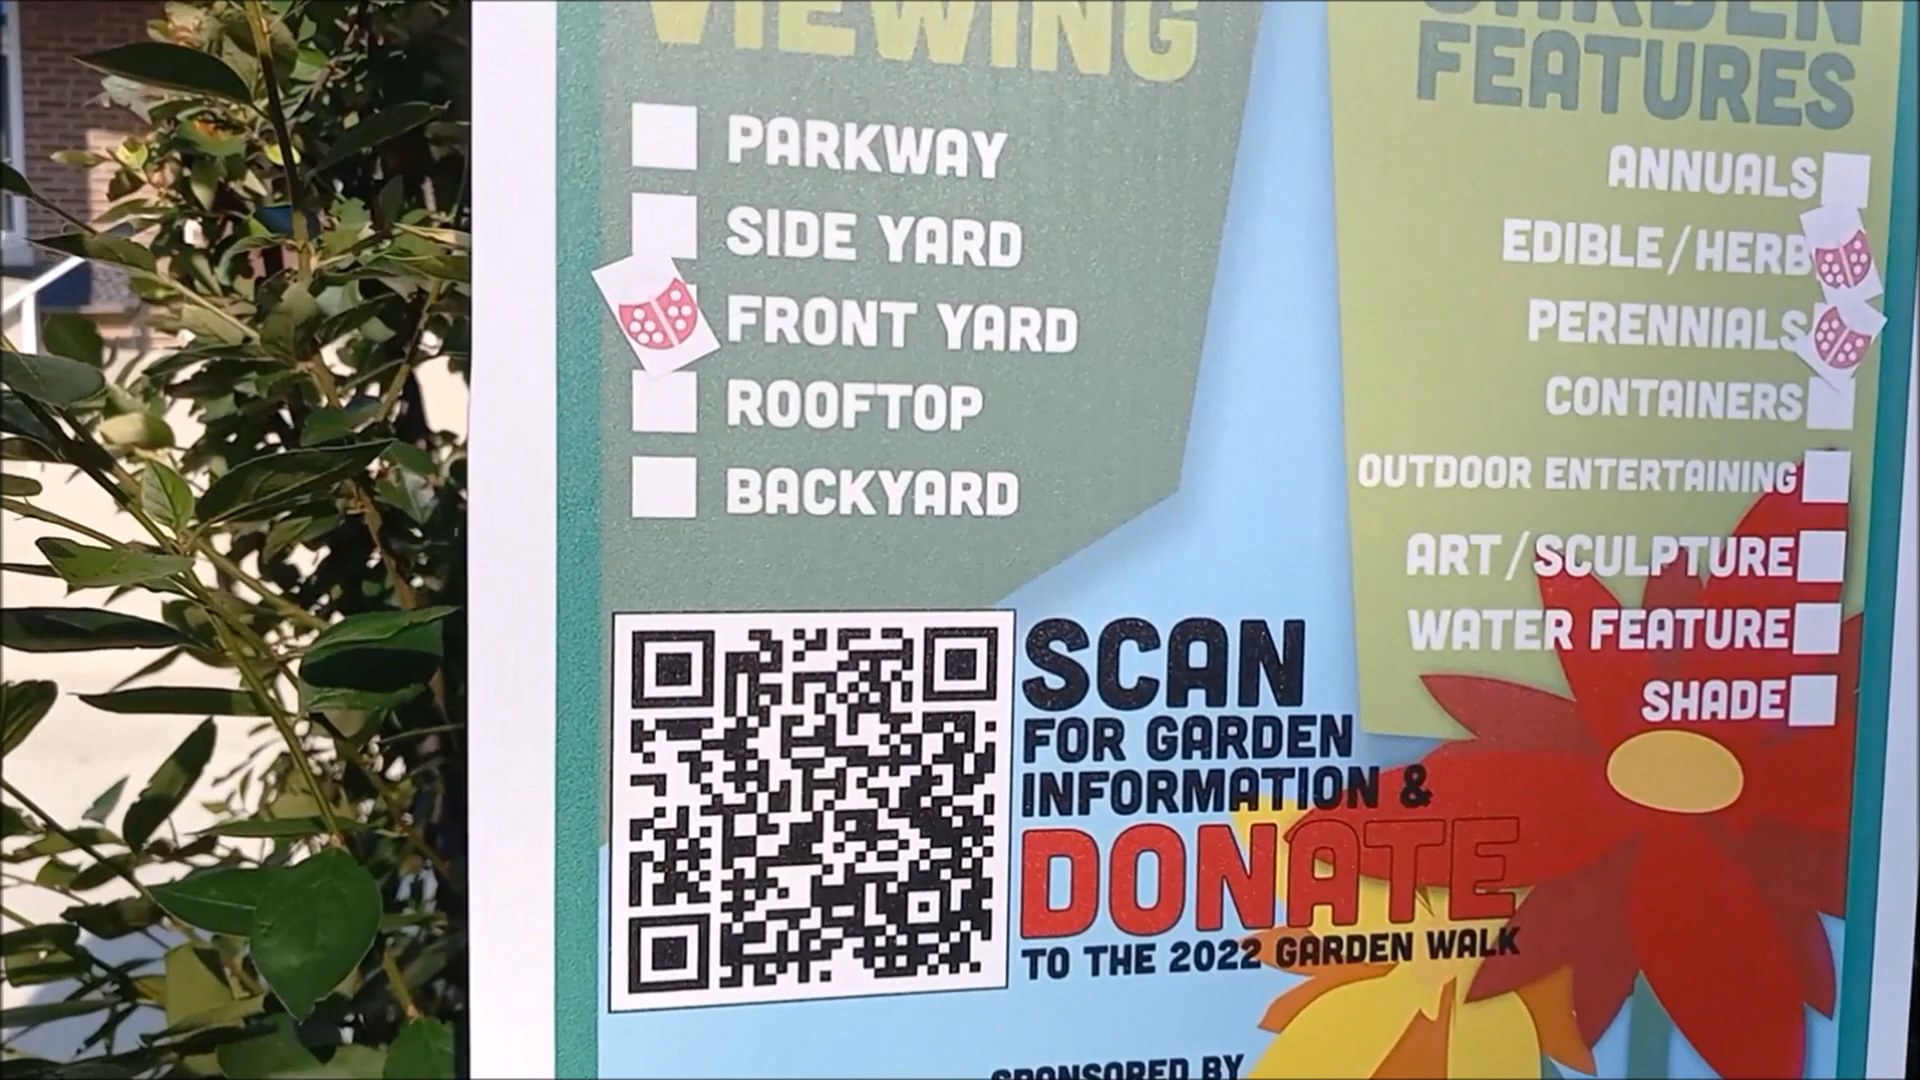 VIEWING
PARKWAY
SIDE YARD
FRONT YARD
ROOFTOP
BACKYARD
GARDEN
FEATURES
ANNUALS
EDIBLE/HERB
PERENNIALS
CONTAINERS
OUTDOOR ENTERTAINING
ART/SCULPTURE
WATER FEATURE
SHADE
SCAN
FOR GARDEN
INFORMATION &
DONATE
TO THE 2022 GARDEN WALK
SPONSORED BY